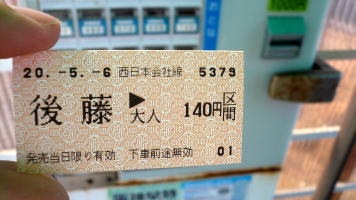 20.-5.-6 西日本会社線 5379
後藤 ▶ 大人 140円区間
発売当日限り有効 下車前途無効 01